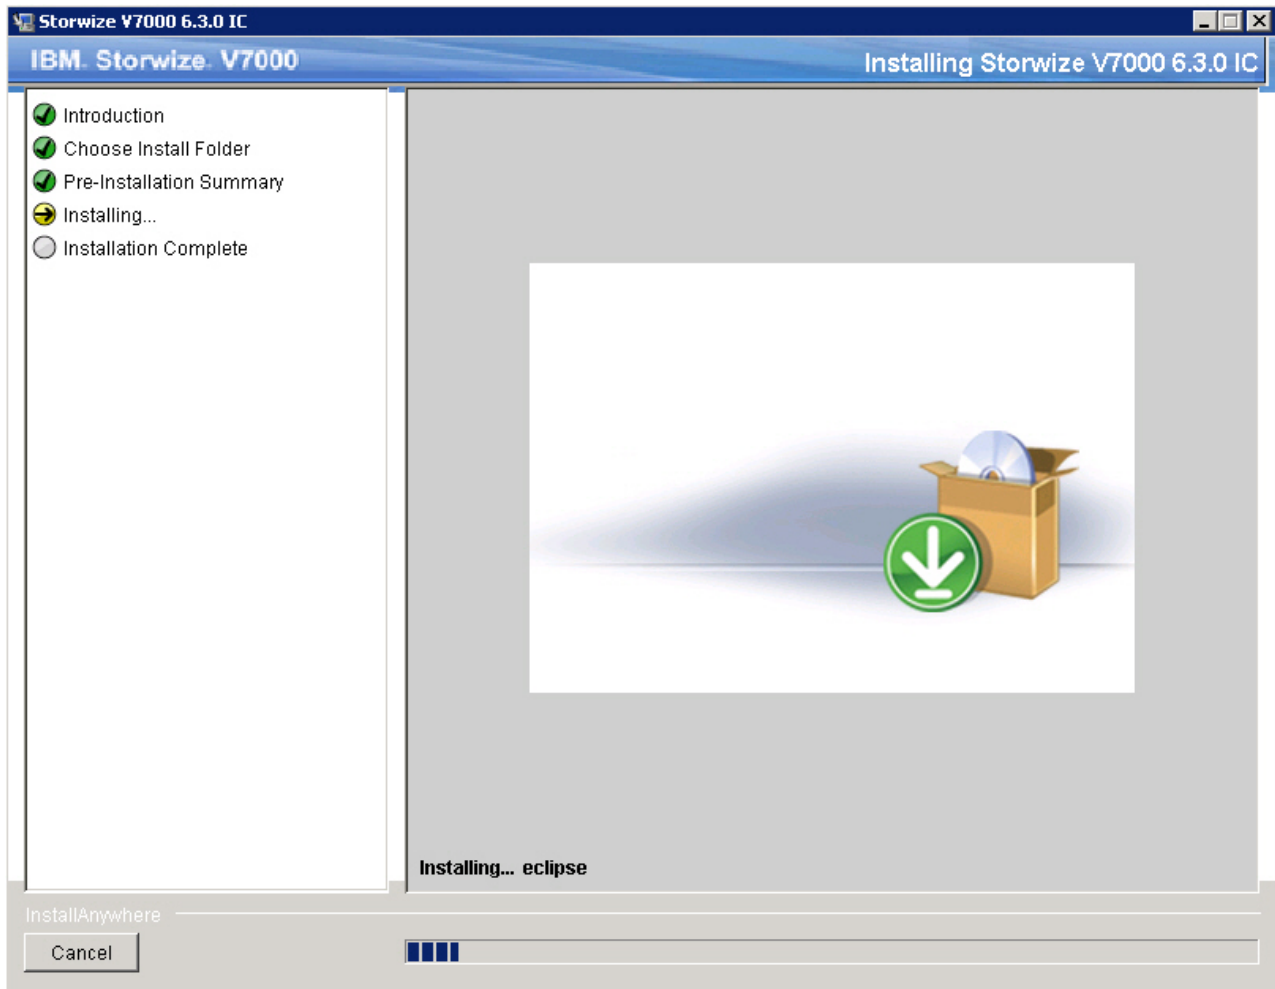 Storwize V7000 6.3.0 IC
IBM. Storwize. V7000
Installing Storwize V7000 6.3.0 IC
Introduction
Choose Install Folder
Pre-Installation Summary
Installing...
Installation Complete
Installing... eclipse
InstallAnywhere
Cancel